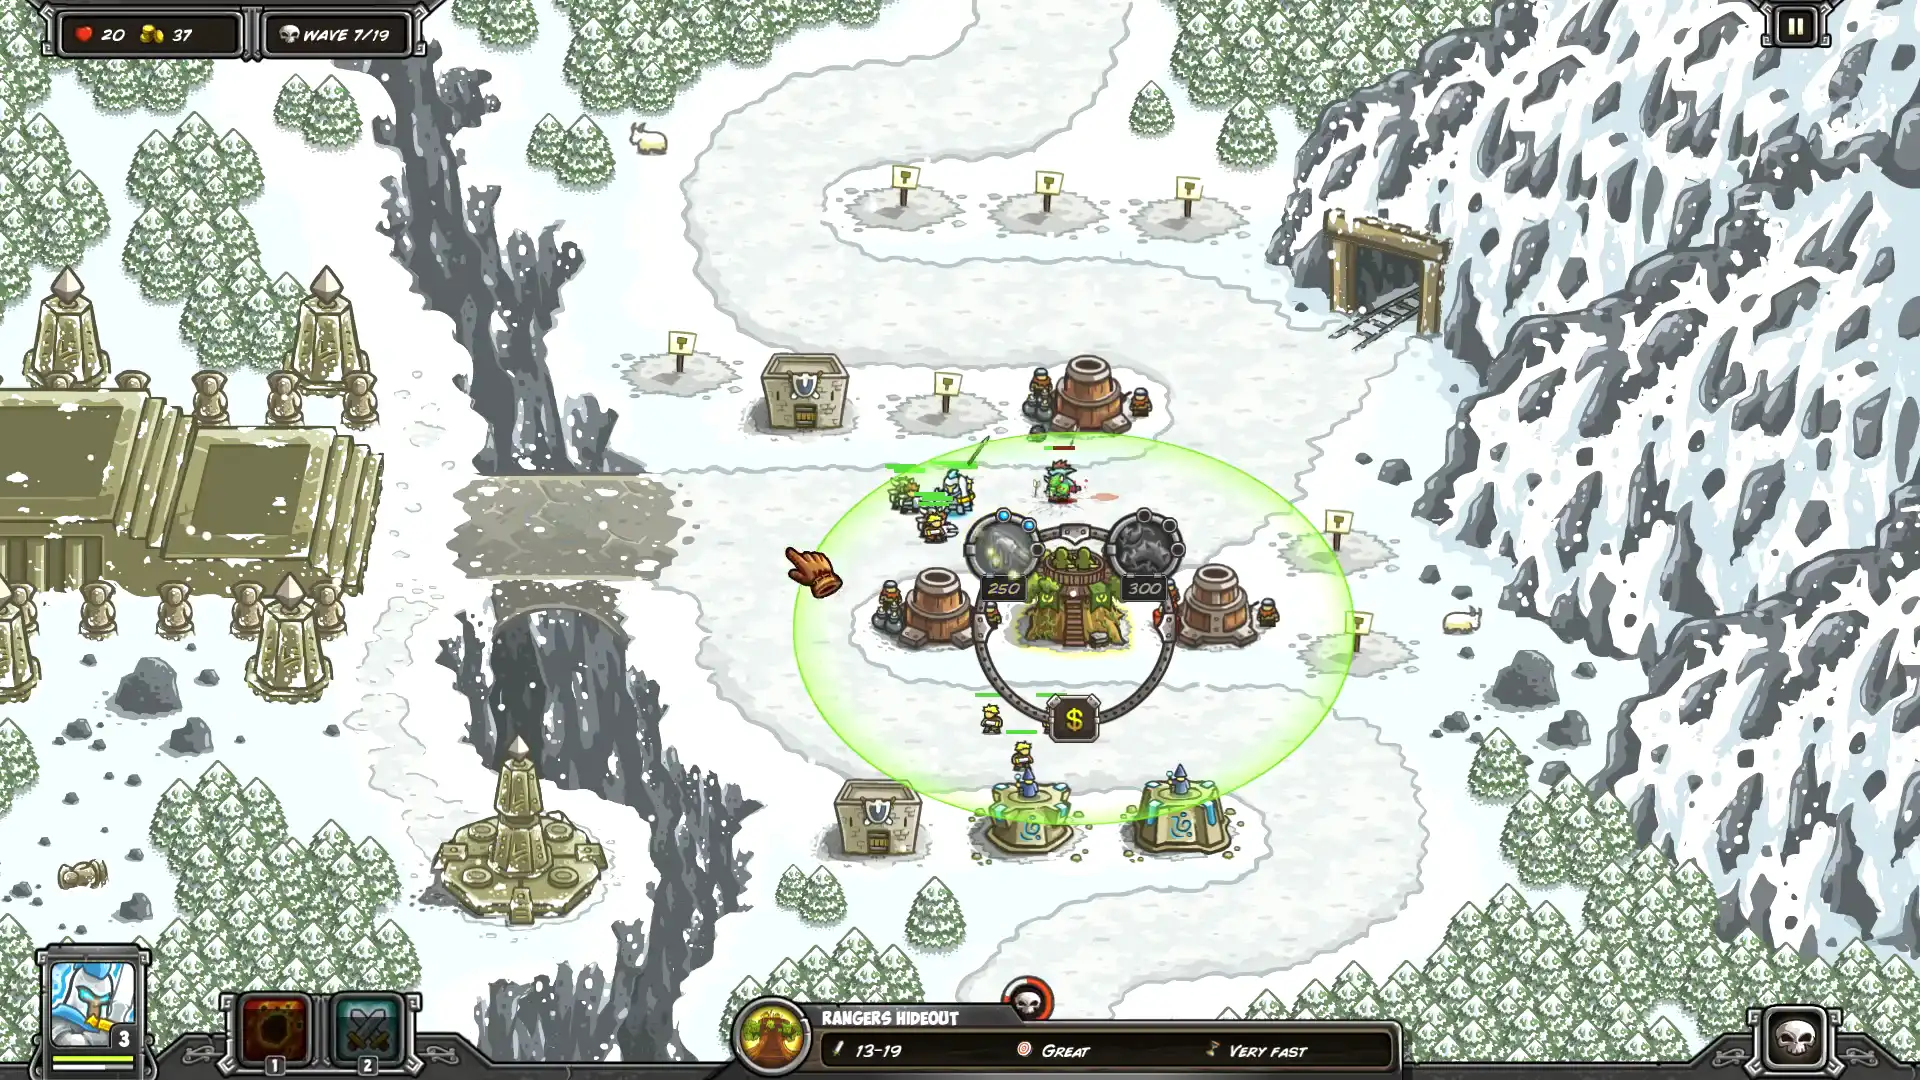 20 37 WAVE 7/19
250 300
$
3
1 2
RANGERS HIDEOUT
13-19 GREAT VERY FAST